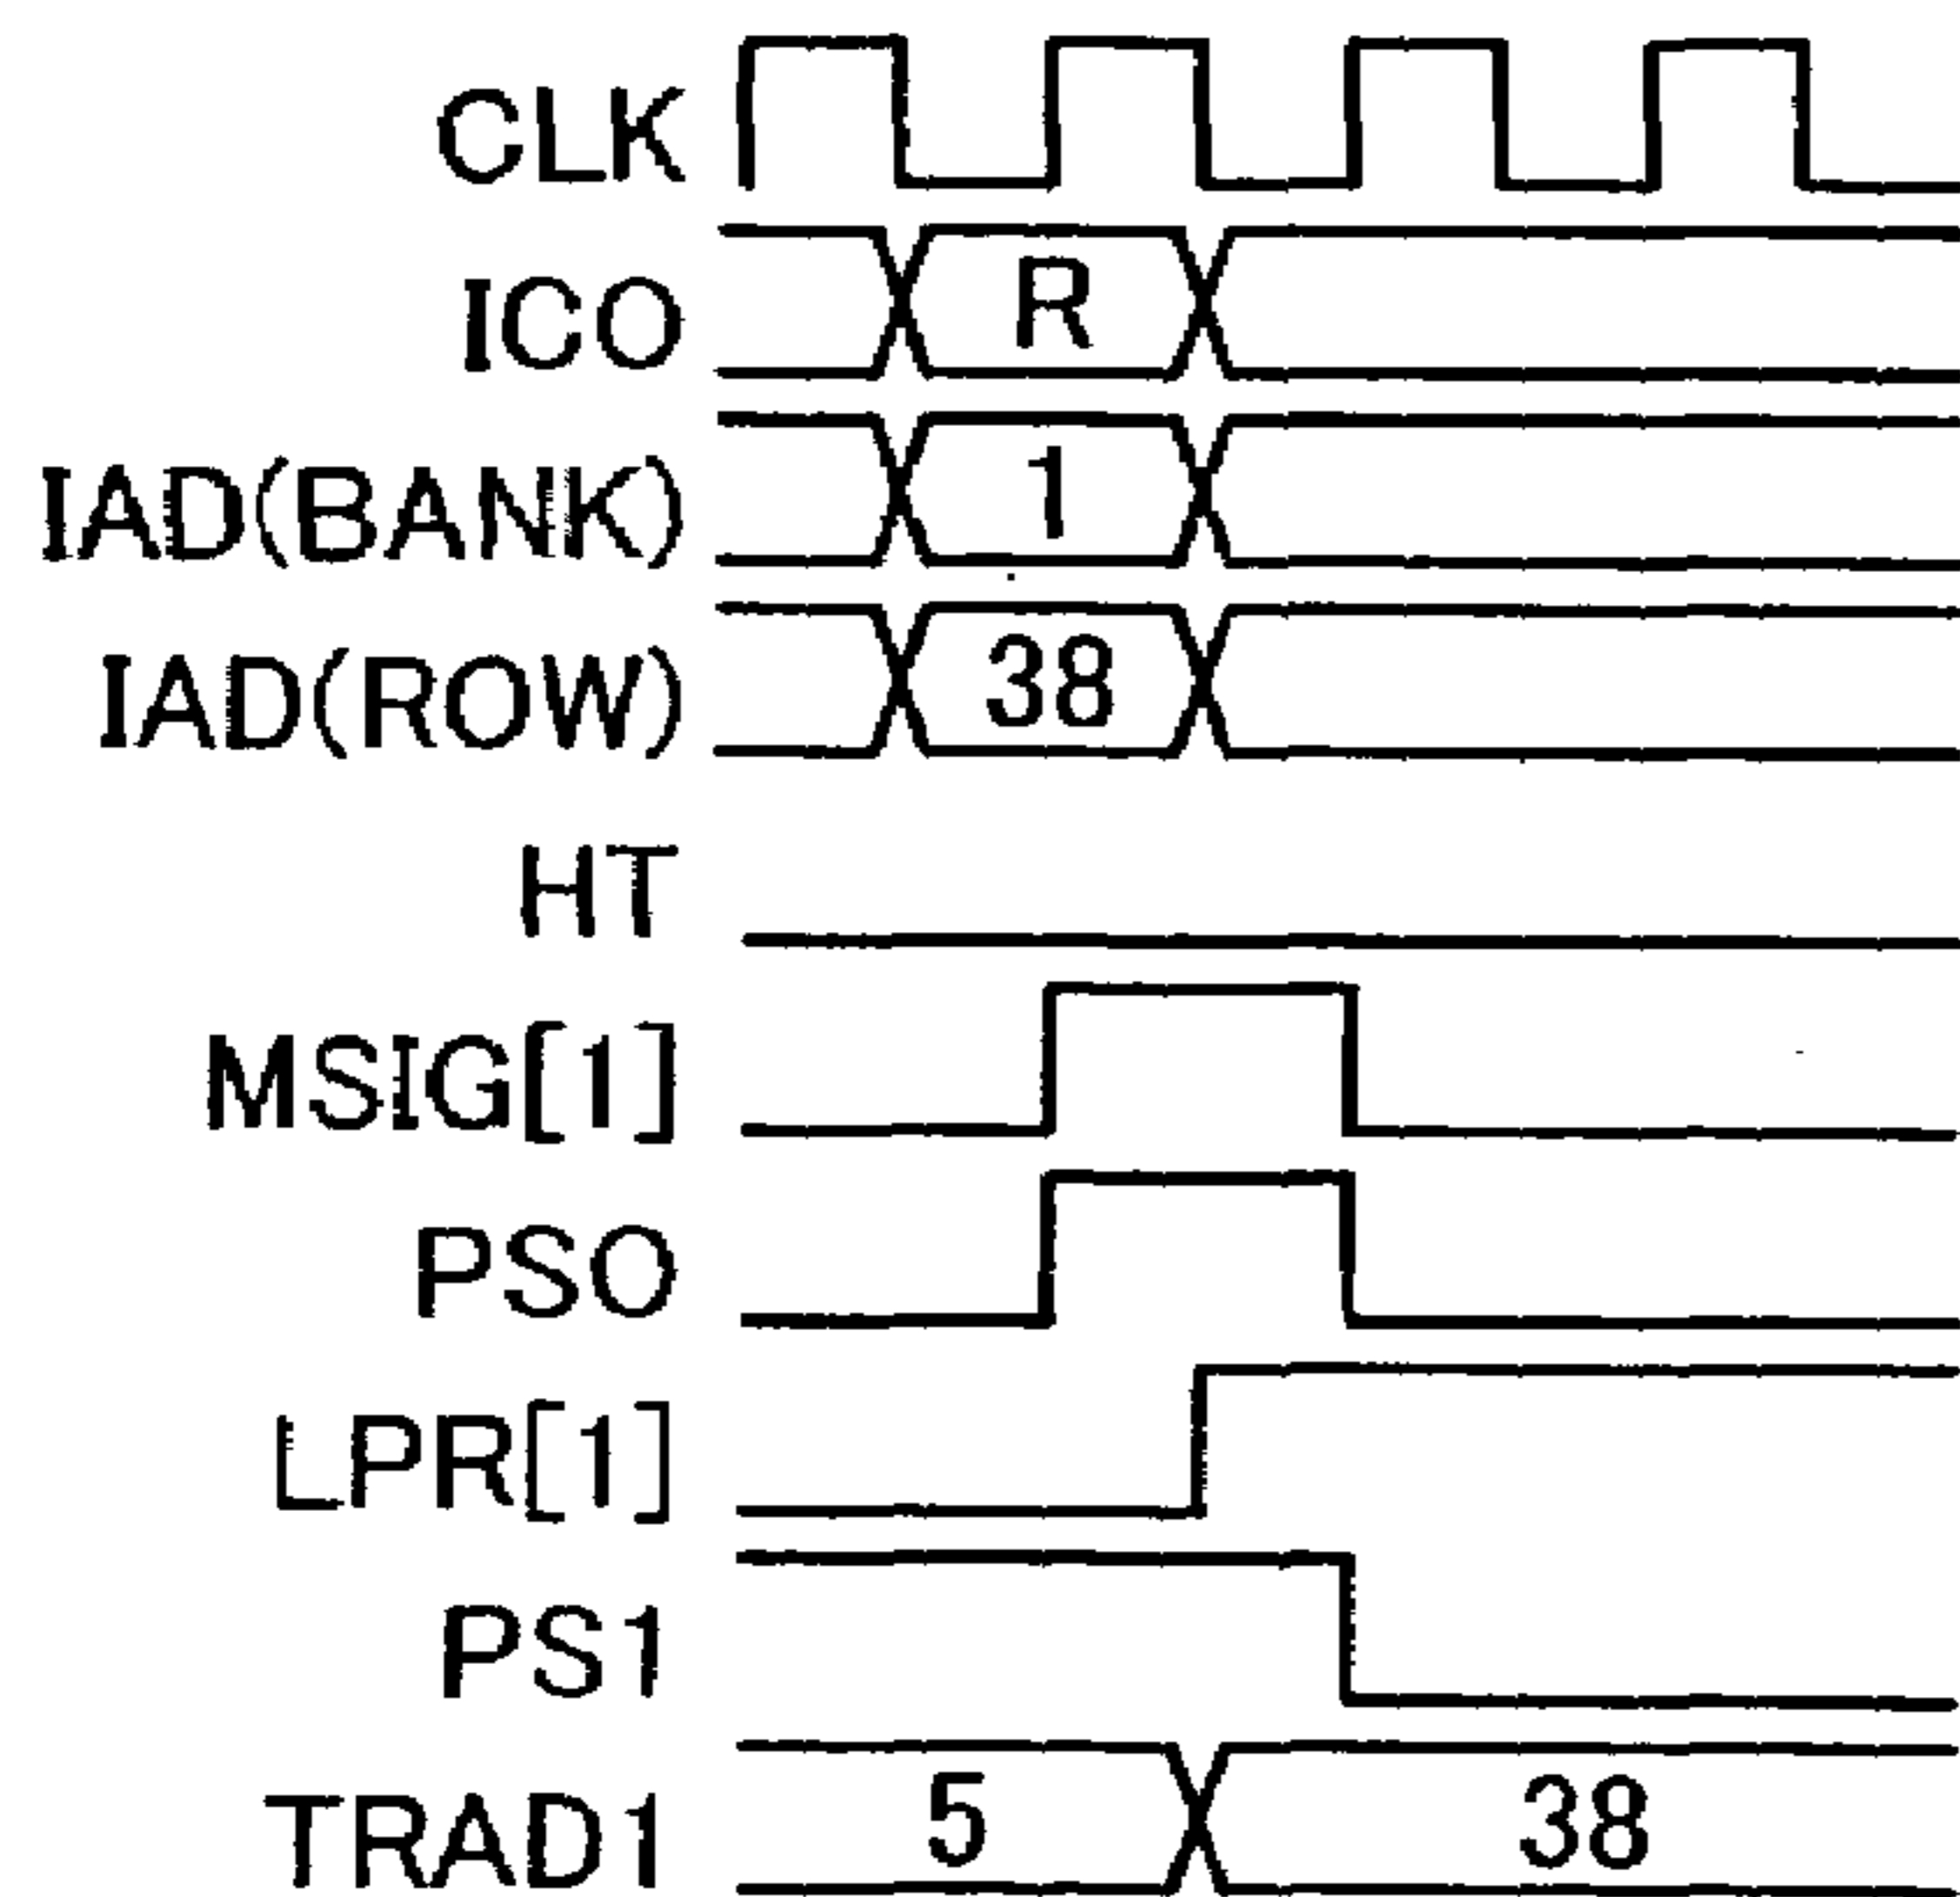 CLK
ICO R
IAD(BANK) 1
IAD(ROW) 38
HT
MSIG[1]
PSO
LPR[1]
PS1
TRAD1 5 38